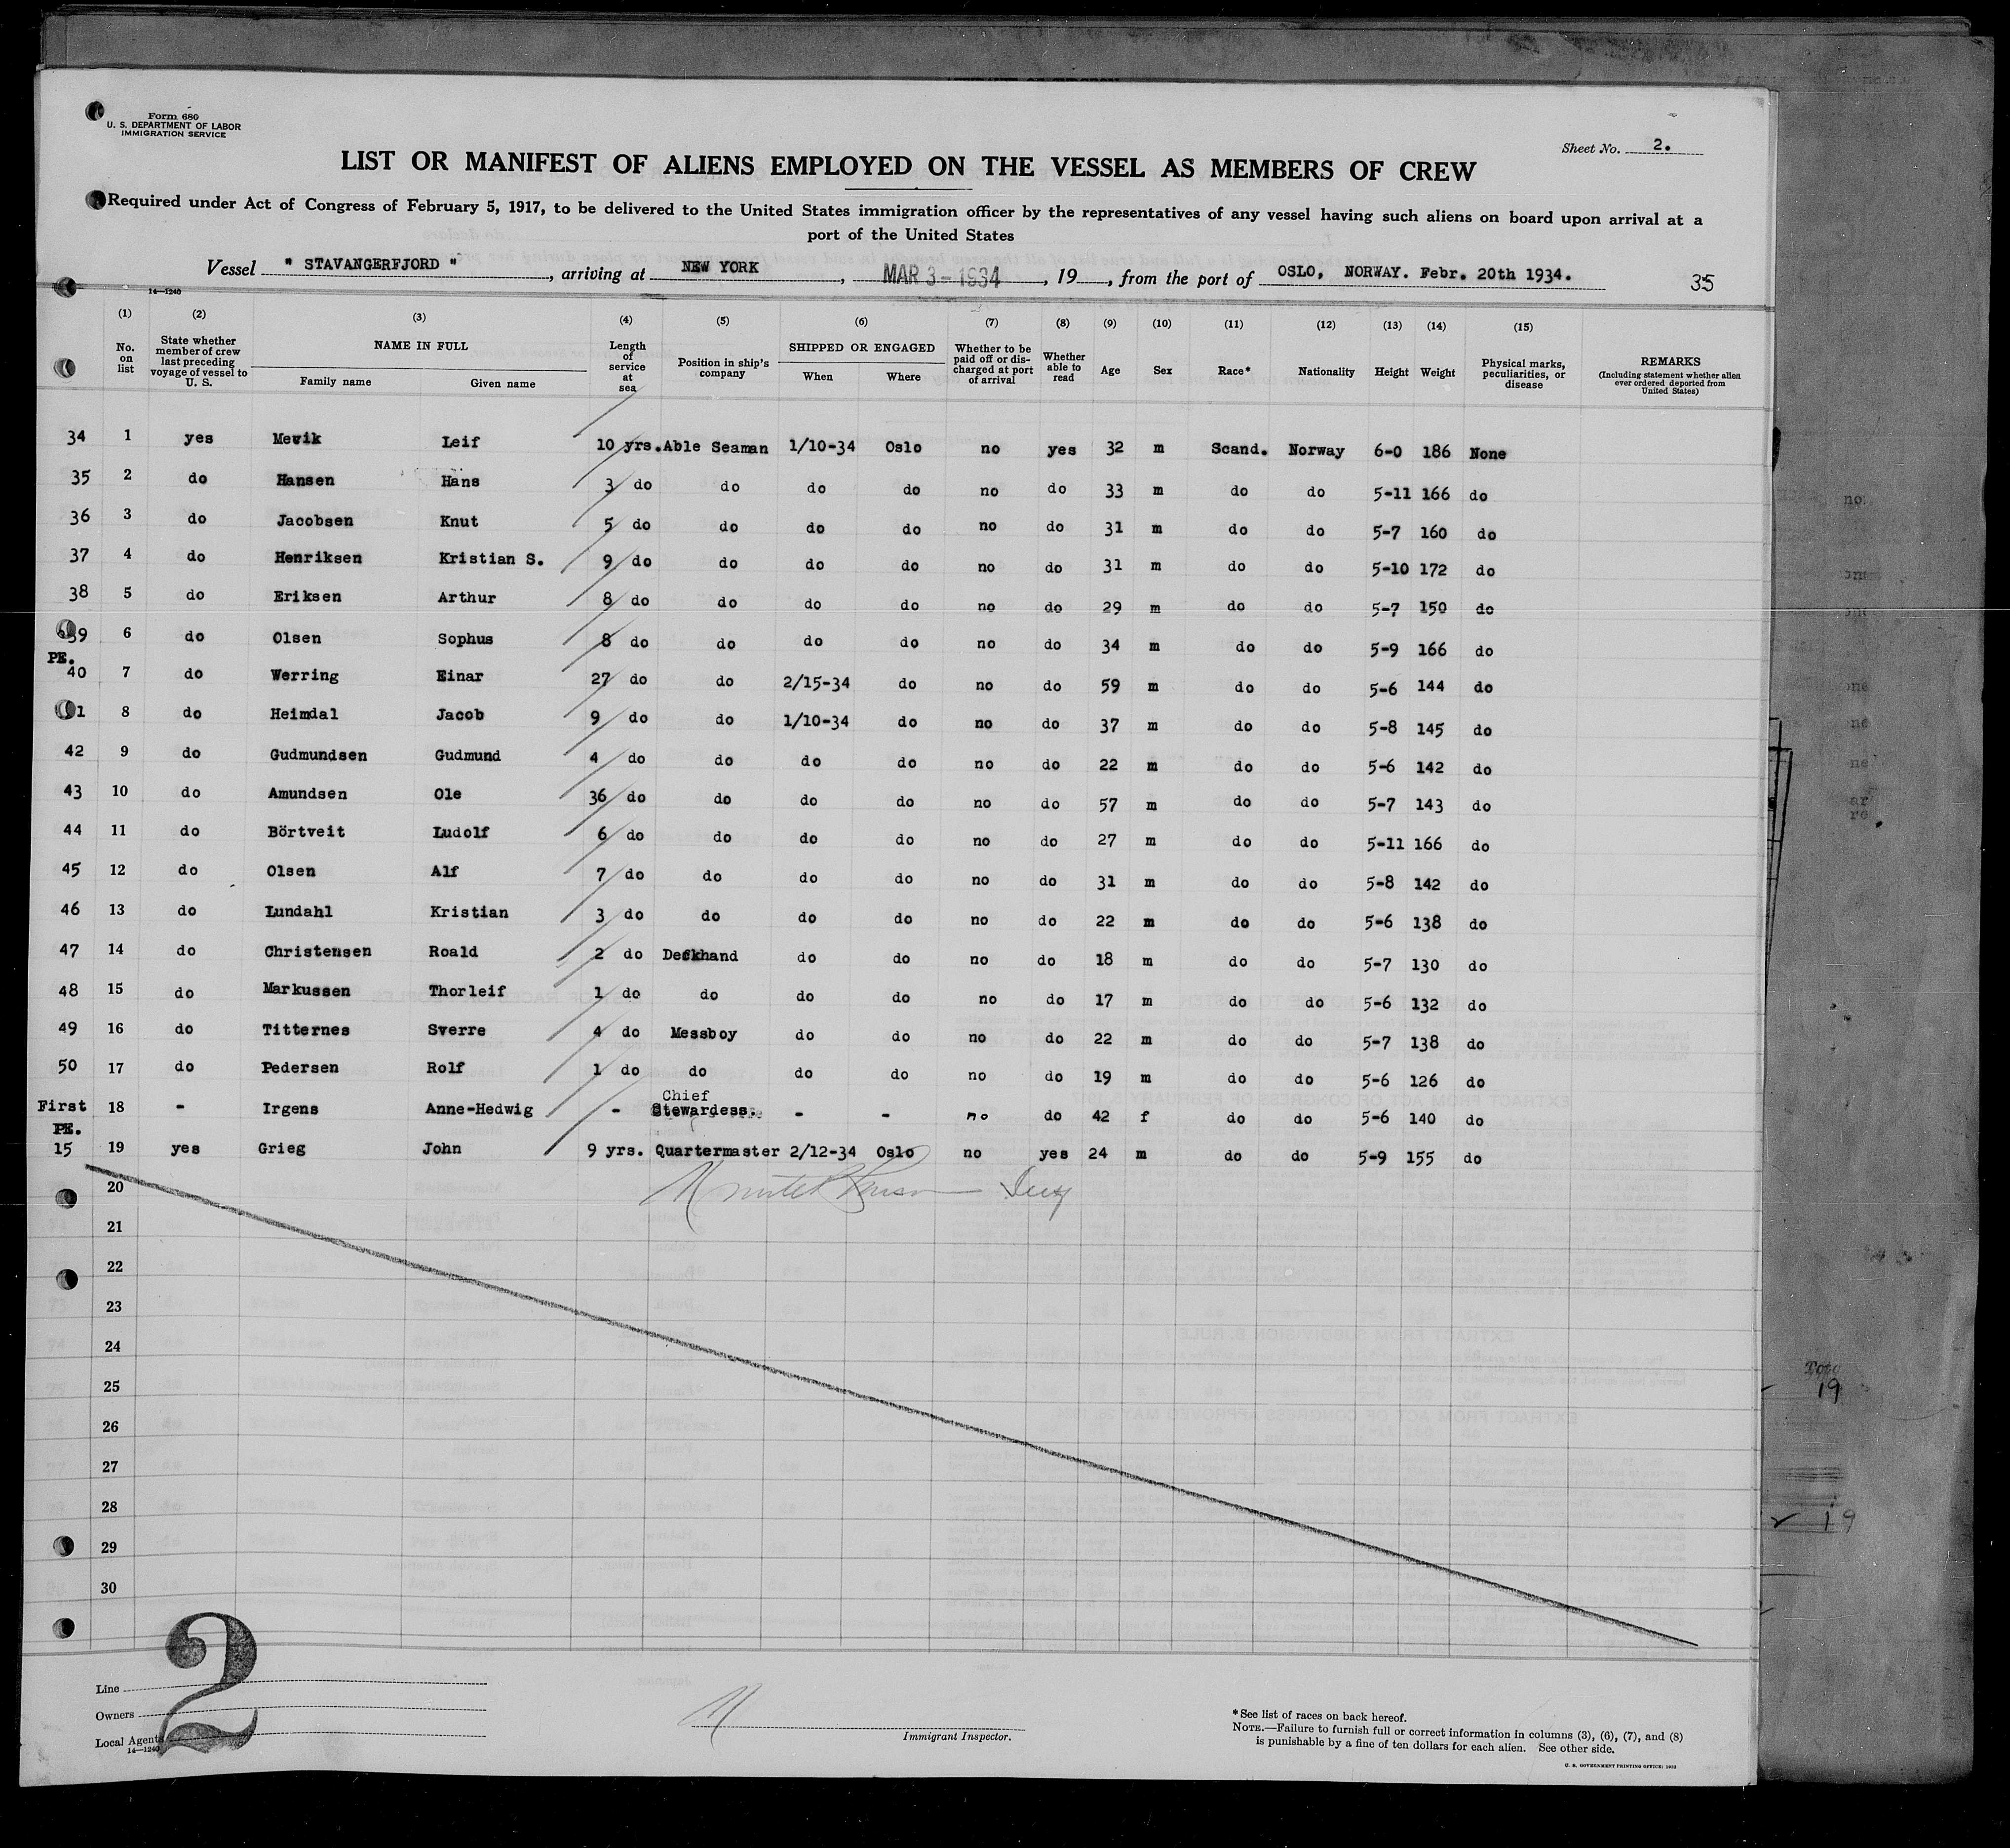 Form 680
U. S. DEPARTMENT OF LABOR
IMMIGRATION SERVICE
Sheet No. 2.
LIST OR MANIFEST OF ALIENS EMPLOYED ON THE VESSEL AS MEMBERS OF CREW
Required under Act of Congress of February 5, 1917, to be delivered to the United States immigration officer by the representatives of any vessel having such aliens on board upon arrival at a
port of the United States
Vessel " STAVANGERFJORD ", arriving at NEW YORK, MAR 3-1934, 19, from the port of OSLO, NORWAY. Febr. 20th 1934. 35
14—1240
(1) (2) (3) (4) (5) (6) (7) (8) (9) (10) (11) (12) (13) (14) (15)
No. on list
State whether member of crew last preceding voyage of vessel to U. S.
NAME IN FULL
Family name Given name
Length of service at sea
Position in ship's company
SHIPPED OR ENGAGED
When Where
Whether to be paid off or discharged at port of arrival
Whether able to read
Age
Sex
Race*
Nationality
Height
Weight
Physical marks, peculiarities, or disease
REMARKS
(Including statement whether alien ever ordered deported from United States)
34 1 yes Mevik Leif 10 yrs. Able Seaman 1/10-34 Oslo no yes 32 m Scand. Norway 6-0 186 None
35 2 do Hansen Hans 3 do do do do no do 33 m do do 5-11 166 do
36 3 do Jacobsen Knut 5 do do do do no do 31 m do do 5-7 160 do
37 4 do Henriksen Kristian S. 9 do do do do no do 31 m do do 5-10 172 do
38 5 do Eriksen Arthur 8 do do do do no do 29 m do do 5-7 150 do
39 6 do Olsen Sophus 8 do do do do no do 34 m do do 5-9 166 do
PE.
40 7 do Werring Einar 27 do do 2/15-34 do no do 59 m do do 5-6 144 do
1 8 do Heimdal Jacob 9 do do 1/10-34 do no do 37 m do do 5-8 145 do
42 9 do Gudmundsen Gudmund 4 do do do do no do 22 m do do 5-6 142 do
43 10 do Amundsen Ole 36 do do do do no do 57 m do do 5-7 143 do
44 11 do Börtveit Ludolf 6 do do do do no do 27 m do do 5-11 166 do
45 12 do Olsen Alf 7 do do do do no do 31 m do do 5-8 142 do
46 13 do Lundahl Kristian 3 do do do do no do 22 m do do 5-6 138 do
47 14 do Christensen Roald 2 do Deckhand do do no do 18 m do do 5-7 130 do
48 15 do Markussen Thorleif 1 do do do do no do 17 m do do 5-6 132 do
49 16 do Titternes Sverre 4 do Messboy do do no do 22 m do do 5-7 138 do
50 17 do Pedersen Rolf 1 do do do do no do 19 m do do 5-6 126 do
First 18 - Irgens Anne-Hedwig - Chief Stewardess. - - no do 42 f do do 5-6 140 do
PE.
15 19 yes Grieg John 9 yrs. Quartermaster 2/12-34 Oslo no yes 24 m do do 5-9 155 do
20
21
22
23
24
25
26
27
28
29
30
2
Line
Owners
Local Agents
14—1240
Immigrant Inspector.
*See list of races on back hereof.
NOTE.—Failure to furnish full or correct information in columns (3), (6), (7), and (8)
is punishable by a fine of ten dollars for each alien. See other side.
U. S. GOVERNMENT PRINTING OFFICE: 1932
19
19